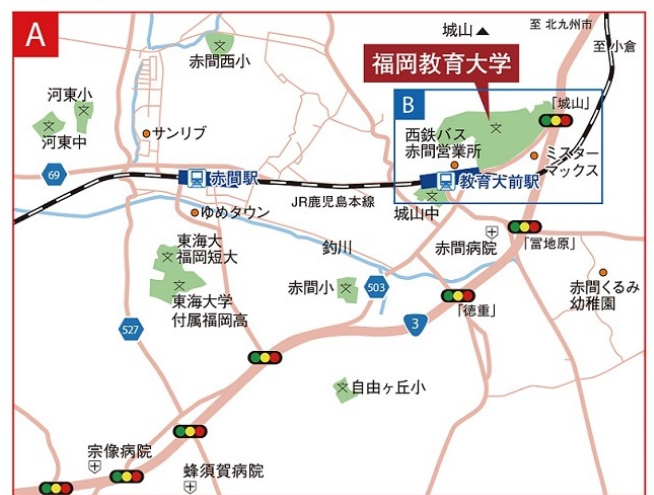 A
城山
至 北九州市
至 小倉
赤間西小
福岡教育大学
河東小
河東中
サンリブ
B
「城山」
西鉄バス
赤間営業所
ミスター
マックス
69
赤間駅
教育大前駅
JR鹿児島本線
城山中
ゆめタウン
釣川
赤間病院
「冨地原」
東海大
福岡短大
東海大学
付属福岡高
赤間小
503
「徳重」
赤間くるみ
幼稚園
527
3
自由ヶ丘小
宗像病院
蜂須賀病院